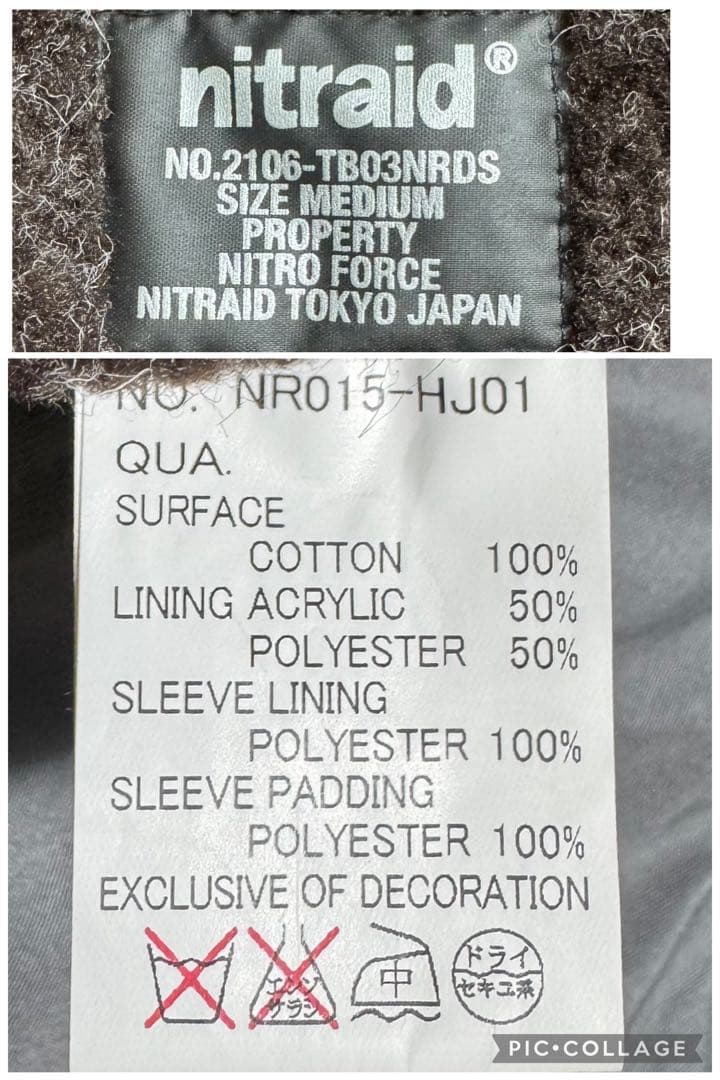 nitraid®
NO.2106-TB03NRDS
SIZE MEDIUM
PROPERTY
NITRO FORCE
NITRAID TOKYO JAPAN
NO. NR015-HJ01
QUA.
SURFACE
COTTON 100%
LINING ACRYLIC 50%
POLYESTER 50%
SLEEVE LINING
POLYESTER 100%
SLEEVE PADDING
POLYESTER 100%
EXCLUSIVE OF DECORATION
エンソ
サラシ
中
ドライ
セキユ系
PIC•COLLAGE